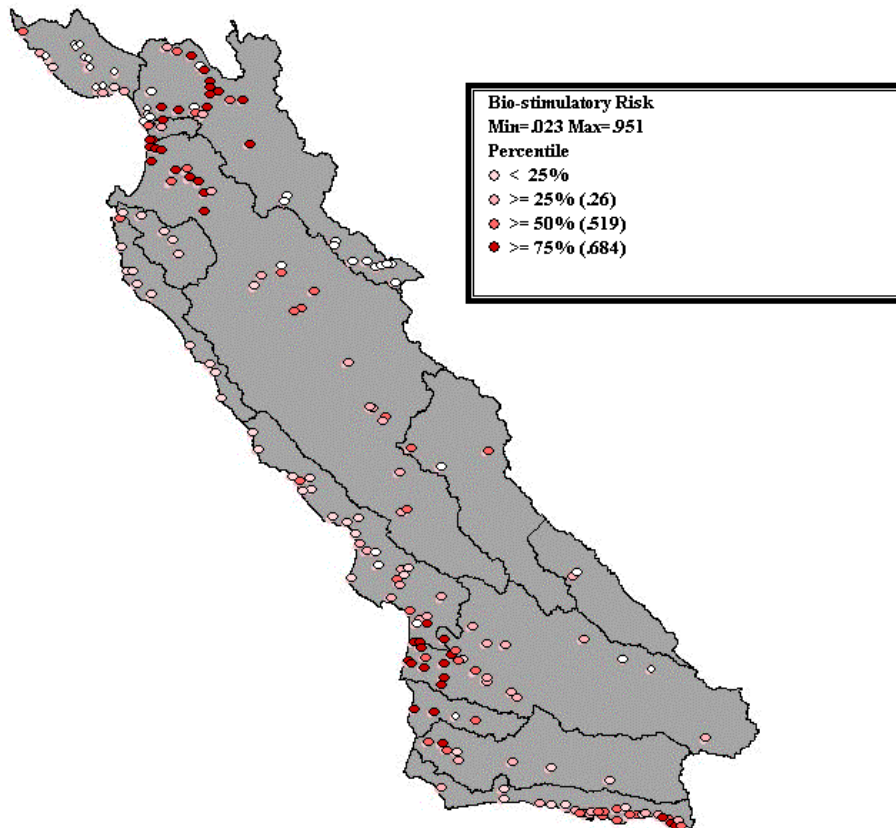 Bio-stimulatory Risk
Min=.023 Max=.951
Percentile
< 25%
>= 25% (.26)
>= 50% (.519)
>= 75% (.684)